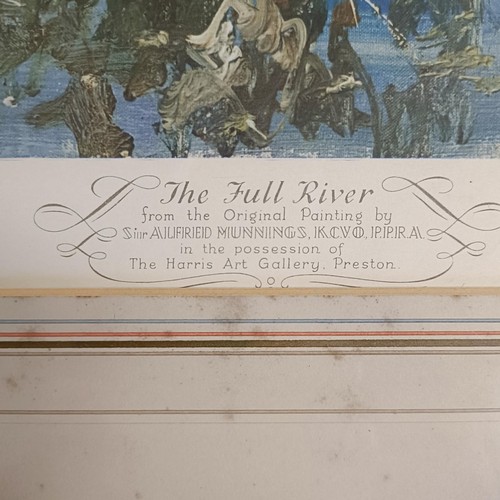 The Full River
from the Original Painting by
Sir ALFRED MUNNINGS, K.C.V.O., P.P.R.A.
in the possession of
The Harris Art Gallery, Preston.